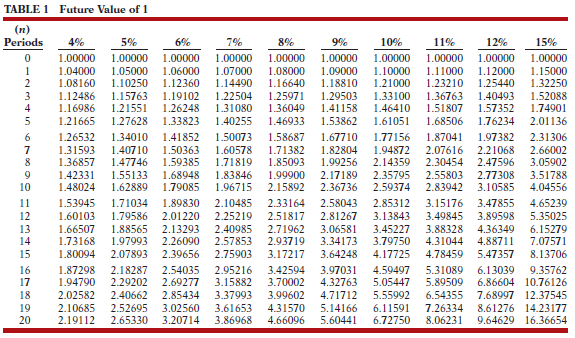 TABLE 1 Future Value of 1
(n)
Periods 4% 5% 6% 7% 8% 9% 10% 11% 12% 15%
0 1.00000 1.00000 1.00000 1.00000 1.00000 1.00000 1.00000 1.00000 1.00000 1.00000
1 1.04000 1.05000 1.06000 1.07000 1.08000 1.09000 1.10000 1.11000 1.12000 1.15000
2 1.08160 1.10250 1.12360 1.14490 1.16640 1.18810 1.21000 1.23210 1.25440 1.32250
3 1.12486 1.15763 1.19102 1.22504 1.25971 1.29503 1.33100 1.36763 1.40493 1.52088
4 1.16986 1.21551 1.26248 1.31080 1.36049 1.41158 1.46410 1.51807 1.57352 1.74901
5 1.21665 1.27628 1.33823 1.40255 1.46933 1.53862 1.61051 1.68506 1.76234 2.01136
6 1.26532 1.34010 1.41852 1.50073 1.58687 1.67710 1.77156 1.87041 1.97382 2.31306
7 1.31593 1.40710 1.50363 1.60578 1.71382 1.82804 1.94872 2.07616 2.21068 2.66002
8 1.36857 1.47746 1.59385 1.71819 1.85093 1.99256 2.14359 2.30454 2.47596 3.05902
9 1.42331 1.55133 1.68948 1.83846 1.99900 2.17189 2.35795 2.55803 2.77308 3.51788
10 1.48024 1.62889 1.79085 1.96715 2.15892 2.36736 2.59374 2.83942 3.10585 4.04556
11 1.53945 1.71034 1.89830 2.10485 2.33164 2.58043 2.85312 3.15176 3.47855 4.65239
12 1.60103 1.79586 2.01220 2.25219 2.51817 2.81267 3.13843 3.49845 3.89598 5.35025
13 1.66507 1.88565 2.13293 2.40985 2.71962 3.06581 3.45227 3.88328 4.36349 6.15279
14 1.73168 1.97993 2.26090 2.57853 2.93719 3.34173 3.79750 4.31044 4.88711 7.07571
15 1.80094 2.07893 2.39656 2.75903 3.17217 3.64248 4.17725 4.78459 5.47357 8.13706
16 1.87298 2.18287 2.54035 2.95216 3.42594 3.97031 4.59497 5.31089 6.13039 9.35762
17 1.94790 2.29202 2.69277 3.15882 3.70002 4.32763 5.05447 5.89509 6.86604 10.76126
18 2.02582 2.40662 2.85434 3.37993 3.99602 4.71712 5.55992 6.54355 7.68997 12.37545
19 2.10685 2.52695 3.02560 3.61653 4.31570 5.14166 6.11591 7.26334 8.61276 14.23177
20 2.19112 2.65330 3.20714 3.86968 4.66096 5.60441 6.72750 8.06231 9.64629 16.36654